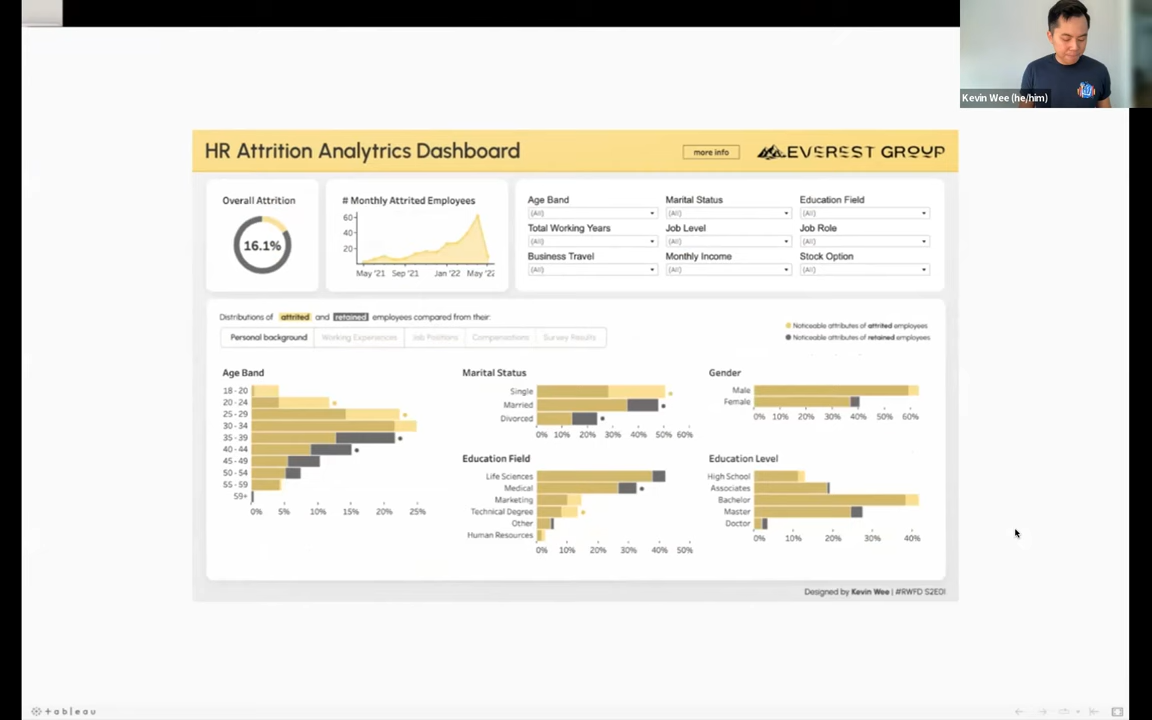 Kevin Wee (he/him)
HR Attrition Analytrics Dashboard
more info
EVEREST GROUP
Overall Attrition
16.1%
# Monthly Attrited Employees
60
40
20
May '21 Sep '21 Jan '22 May '22
Age Band Marital Status Education Field
(All) (All) (All)
Total Working Years Job Level Job Role
(All) (All) (All)
Business Travel Monthly Income Stock Option
(All) (All) (All)
Distributions of attrited and retained employees compared from their:
Personal background Working Experiences Job Positions Compensations Survey Results
Noticeable attributes of attrited employees
Noticeable attributes of retained employees
Age Band
18 - 20
20 - 24
25 - 29
30 - 34
35 - 39
40 - 44
45 - 49
50 - 54
55 - 59
59+
0% 5% 10% 15% 20% 25%
Marital Status
Single
Married
Divorced
0% 10% 20% 30% 40% 50% 60%
Gender
Male
Female
0% 10% 20% 30% 40% 50% 60%
Education Field
Life Sciences
Medical
Marketing
Technical Degree
Other
Human Resources
0% 10% 20% 30% 40% 50%
Education Level
High School
Associates
Bachelor
Master
Doctor
0% 10% 20% 30% 40%
Designed by Kevin Wee | #RWFD S2E01
+ableau